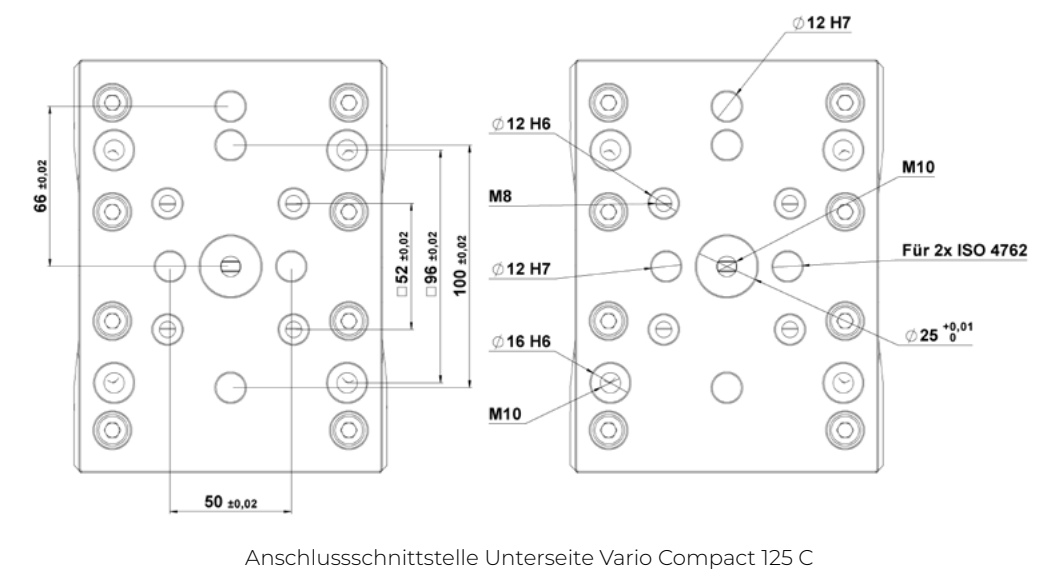 66 ±0,02
□ 52 ±0,02
□ 96 ±0,02
100 ±0,02
50 ±0,02
∅ 12 H7
∅ 12 H6
M8
M10
Für 2x ISO 4762
∅ 12 H7
∅ 25 +0,01 0
∅ 16 H6
M10
Anschlussschnittstelle Unterseite Vario Compact 125 C